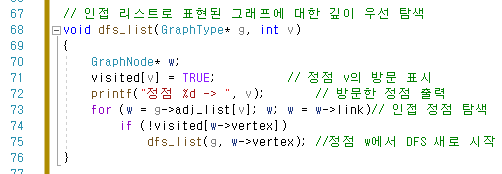 67 // 인접 리스트로 표현된 그래프에 대한 깊이 우선 탐색
68 void dfs_list(GraphType* g, int v)
69 {
70 GraphNode* w;
71 visited[v] = TRUE; // 정점 v의 방문 표시
72 printf("정점 %d -> ", v); // 방문한 정점 출력
73 for (w = g->adj_list[v]; w; w = w->link)// 인접 정점 탐색
74 if (!visited[w->vertex])
75 dfs_list(g, w->vertex); //정점 w에서 DFS 새로 시작
76 }